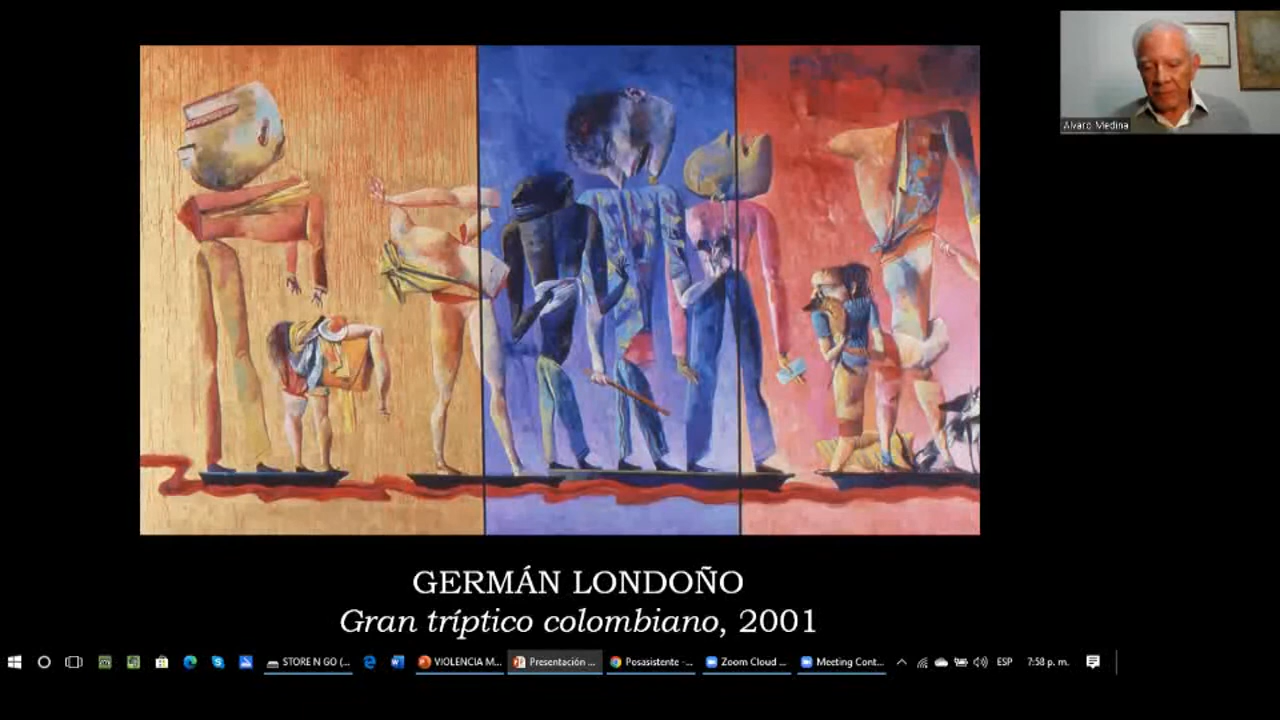 Alvaro Medina
GERMÁN LONDOÑO
Gran tríptico colombiano, 2001
STORE N GO (...
VIOLENCIA M...
Presentación ...
Posasistente -...
Zoom Cloud ...
Meeting Cont...
ESP
7:58 p. m.